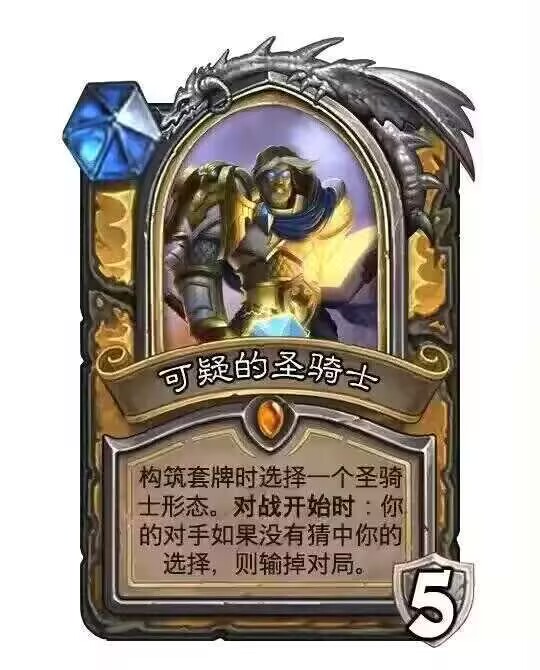 可疑的圣骑士
构筑套牌时选择一个圣骑
士形态。对战开始时：你
的对手如果没有猜中你的
选择，则输掉对局。
5